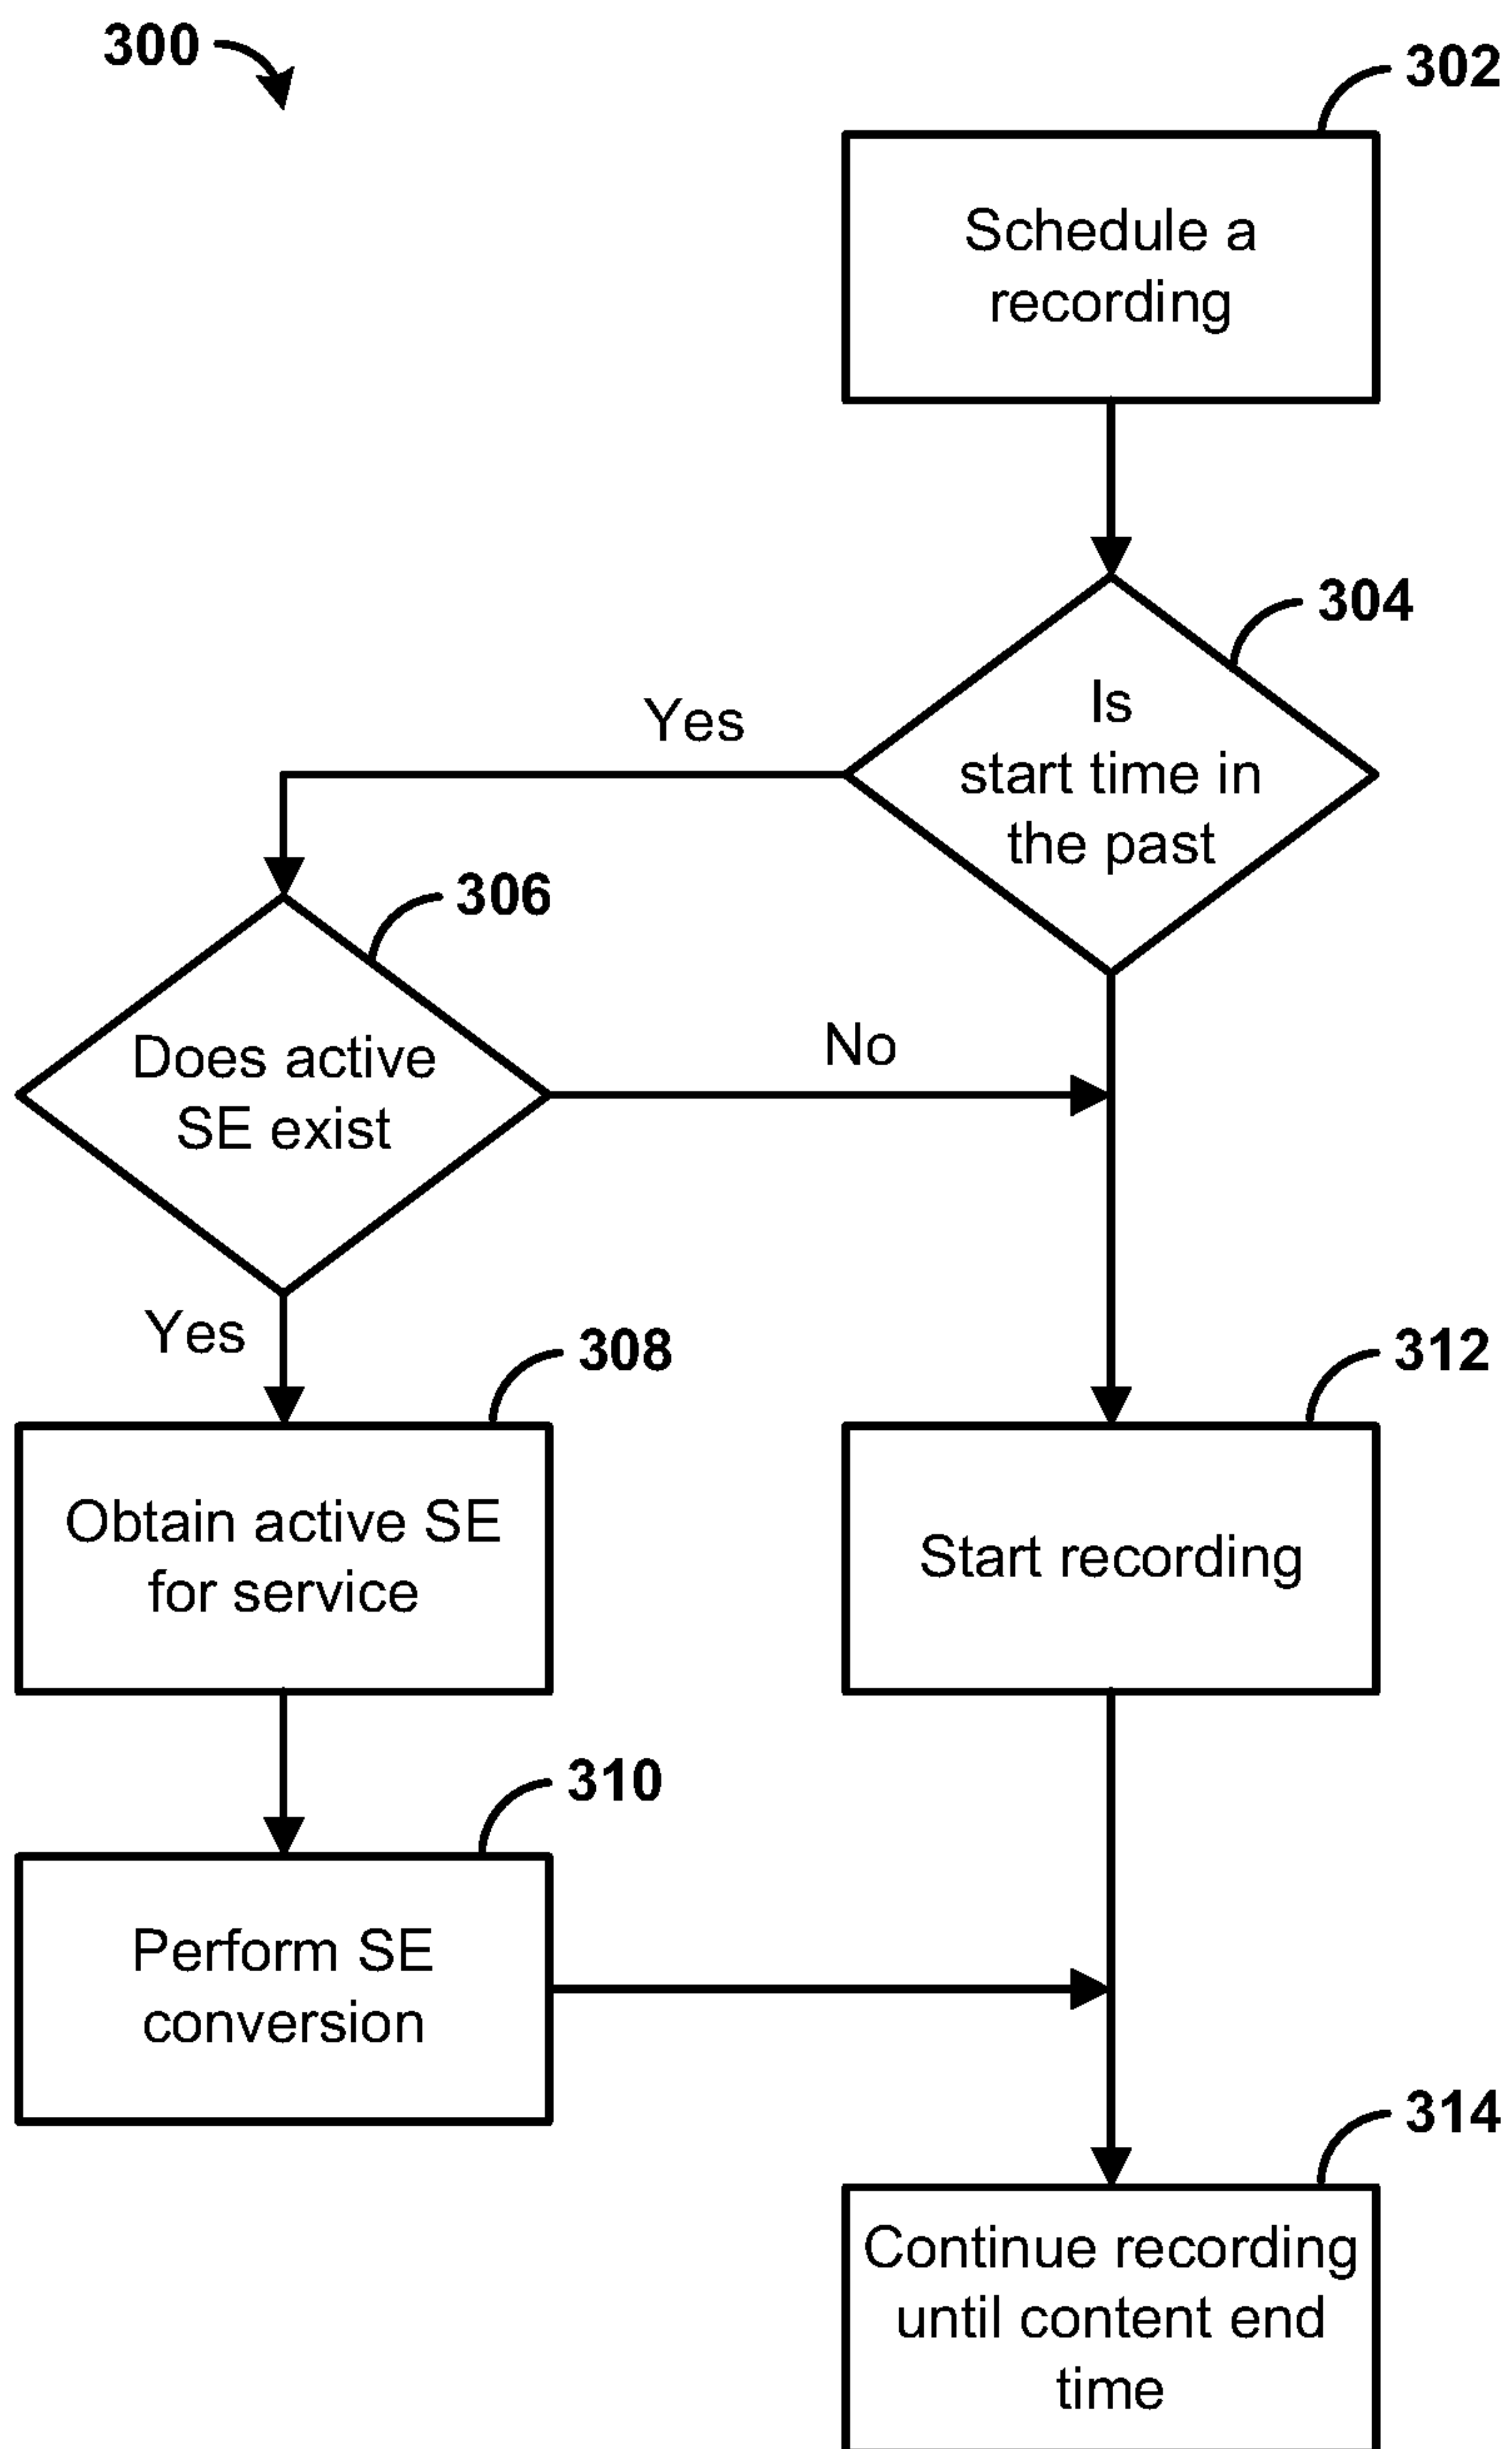 300
302
Schedule a
recording
304
Is
start time in
the past
Yes
306
Does active
SE exist
No
Yes
308
Obtain active SE
for service
312
Start recording
310
Perform SE
conversion
314
Continue recording
until content end
time